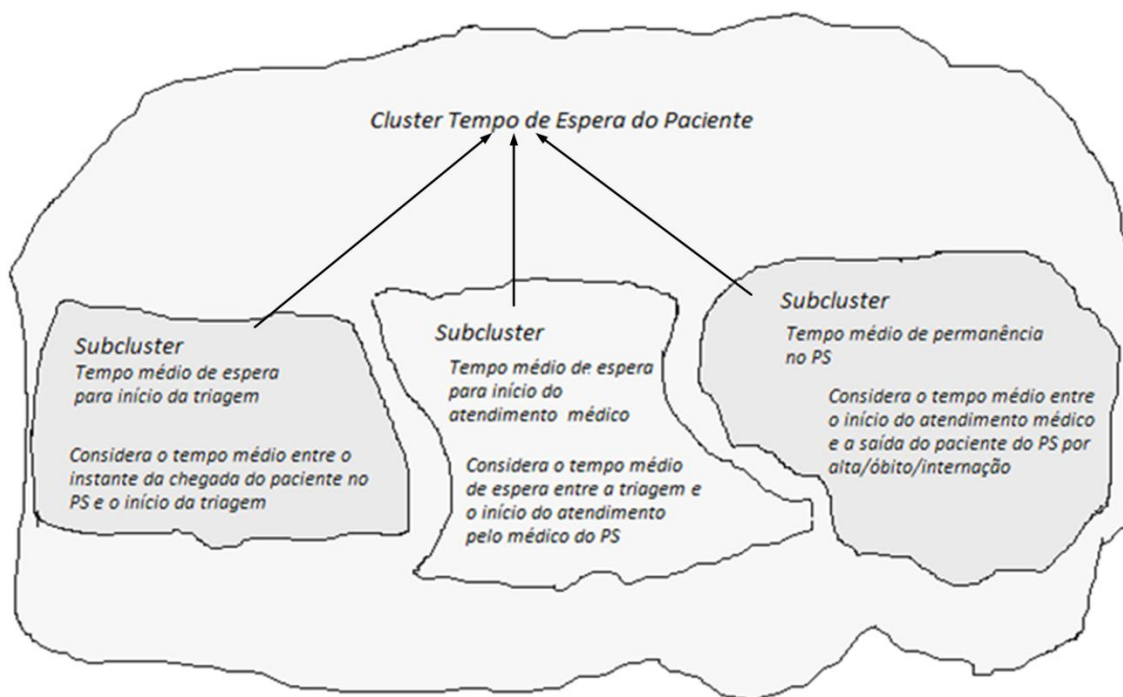 Cluster Tempo de Espera do Paciente
Subcluster
Tempo médio de espera
para início da triagem
Considera o tempo médio entre o
instante da chegada do paciente no
PS e o início da triagem
Subcluster
Tempo médio de espera
para início do
atendimento médico
Considera o tempo médio
de espera entre a triagem e
o início do atendimento
pelo médico do PS
Subcluster
Tempo médio de permanência
no PS
Considera o tempo médio entre
o início do atendimento médico
e a saída do paciente do PS por
alta/óbito/internação